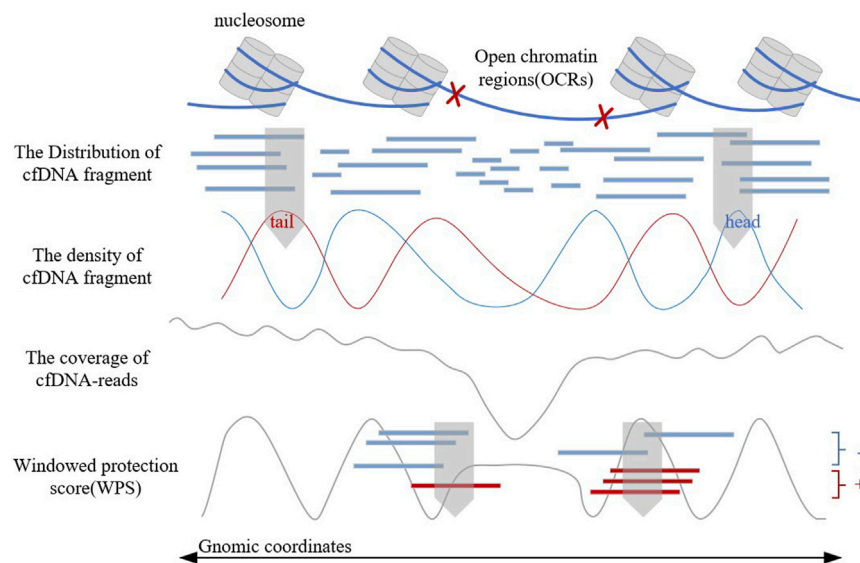 nucleosome
Open chromatin
regions(OCRs)
The Distribution of
cfDNA fragment
tail
head
The density of
cfDNA fragment
The coverage of
cfDNA-reads
Windowed protection
score(WPS)
-
+
Gnomic coordinates